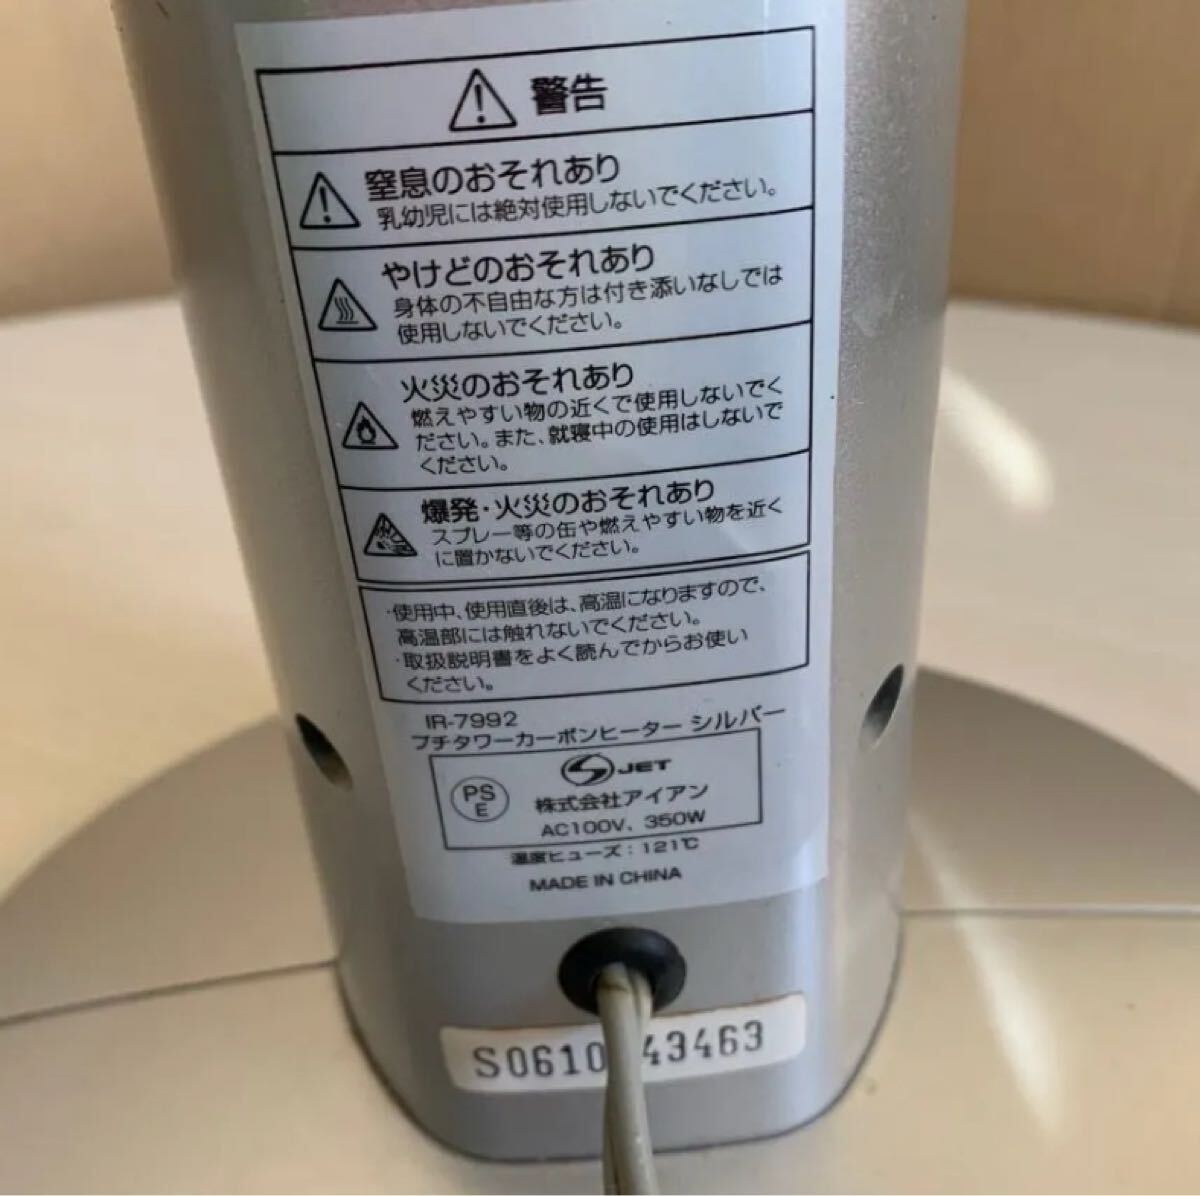 警告
窒息のおそれあり
乳幼児には絶対使用しないでください。
やけどのおそれあり
身体の不自由な方は付き添いなしでは
使用しないでください。
火災のおそれあり
燃えやすい物の近くで使用しないでく
ださい。また、就寝中の使用はしないで
ください。
爆発・火災のおそれあり
スプレー等の缶や燃えやすい物を近く
に置かないでください。
・使用中、使用直後は、高温になりますので、
高温部には触れないでください。
・取扱説明書をよく読んでからお使い
ください。
IR-7992
プチタワーカーボンヒーター シルバー
PS
E
JET
株式会社アイアン
AC100V、350W
温度ヒューズ：121℃
MADE IN CHINA
S0610 43463